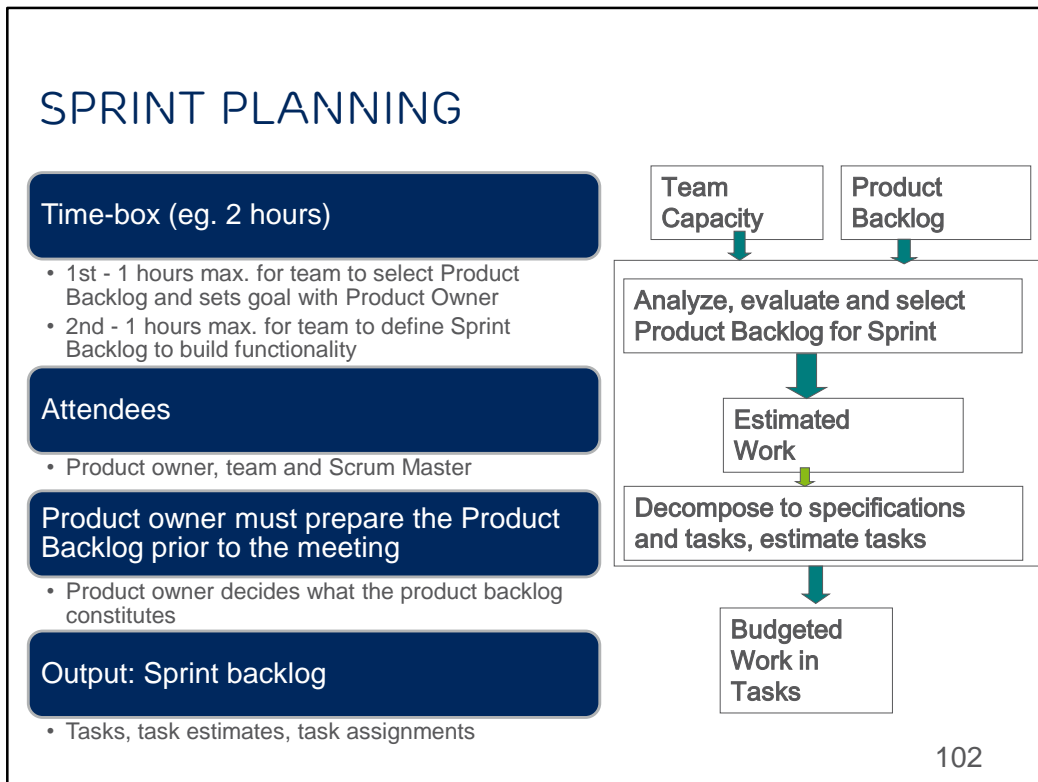 SPRINT PLANNING
Time-box (eg. 2 hours)
• 1st - 1 hours max. for team to select Product
Backlog and sets goal with Product Owner
• 2nd - 1 hours max. for team to define Sprint
Backlog to build functionality
Attendees
• Product owner, team and Scrum Master
Product owner must prepare the Product
Backlog prior to the meeting
• Product owner decides what the product backlog
constitutes
Output: Sprint backlog
• Tasks, task estimates, task assignments
Team
Capacity
Product
Backlog
Analyze, evaluate and select
Product Backlog for Sprint
Estimated
Work
Decompose to specifications
and tasks, estimate tasks
Budgeted
Work in
Tasks
102